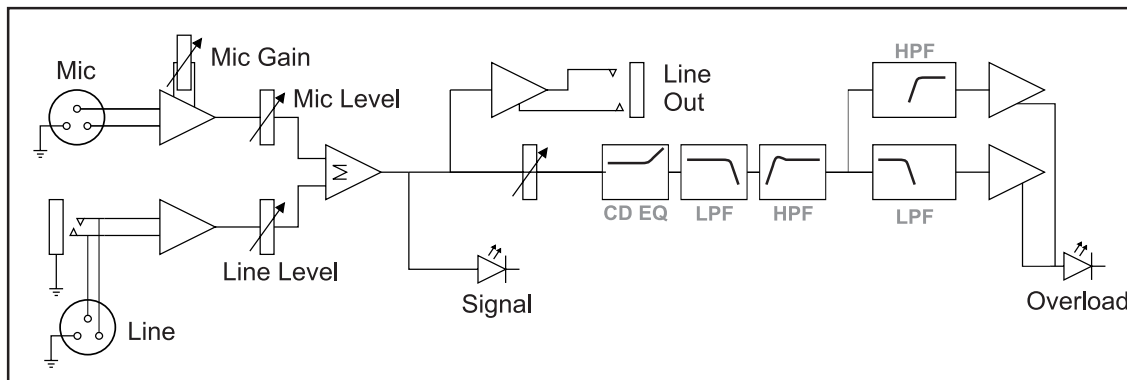 Mic
Mic Gain
Mic Level
Line
Out
HPF
M
CD EQ
LPF
HPF
LPF
Line Level
Signal
Overload
Line